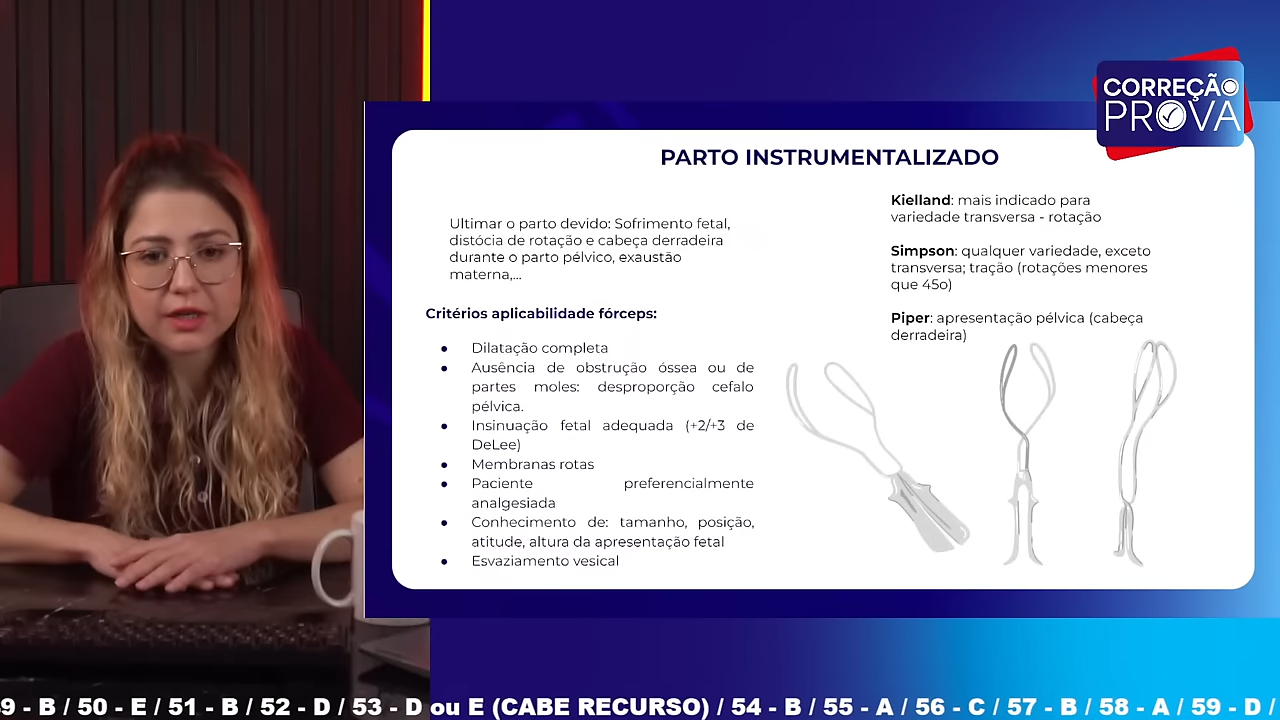 CORREÇÃO
PROVA
PARTO INSTRUMENTALIZADO
Ultimar o parto devido: Sofrimento fetal,
distócia de rotação e cabeça derradeira
durante o parto pélvico, exaustão
materna,...
Critérios aplicabilidade fórceps:
● Dilatação completa
● Ausência de obstrução óssea ou de
partes moles: desproporção cefalo
pélvica.
● Insinuação fetal adequada (+2/+3 de
DeLee)
● Membranas rotas
● Paciente preferencialmente
analgesiada
● Conhecimento de: tamanho, posição,
atitude, altura da apresentação fetal
● Esvaziamento vesical
Kielland: mais indicado para
variedade transversa - rotação
Simpson: qualquer variedade, exceto
transversa; tração (rotações menores
que 45o)
Piper: apresentação pélvica (cabeça
derradeira)
9 - B / 50 - E / 51 - B / 52 - D / 53 - D ou E (CABE RECURSO) / 54 - B / 55 - A / 56 - C / 57 - B / 58 - A / 59 - D /